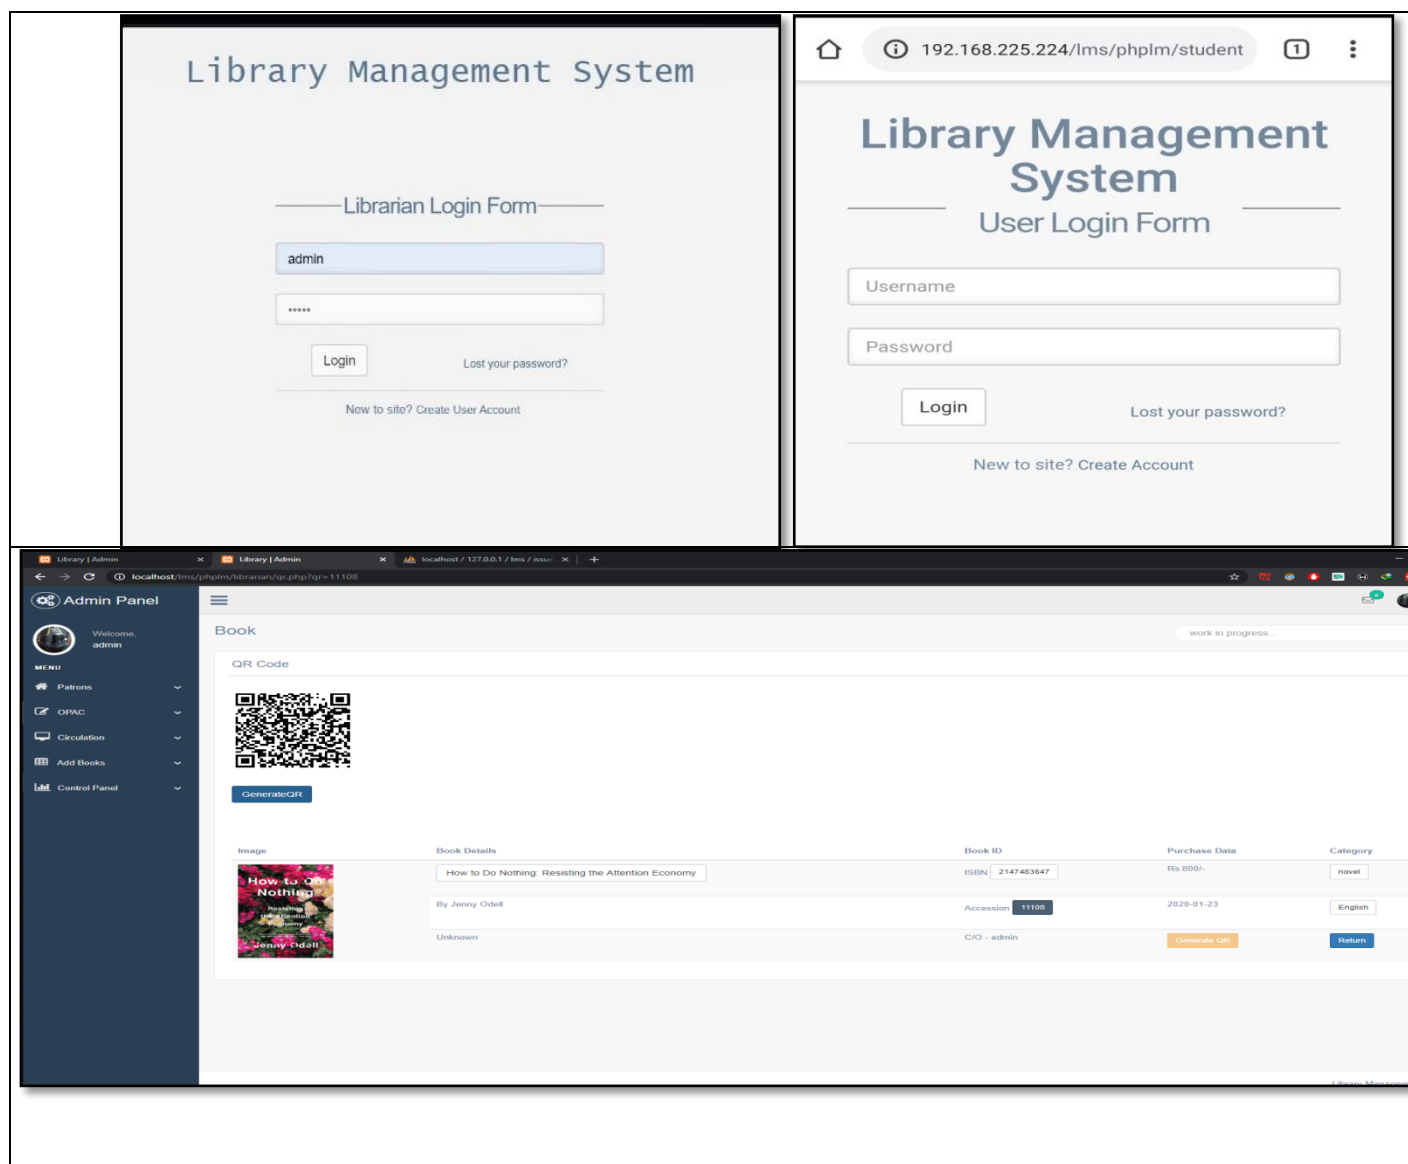 Library Management System
Librarian Login Form
admin
•••••
Login
Lost your password?
New to site? Create User Account
192.168.225.224/lms/phplm/student
1
Library Management
System
User Login Form
Username
Password
Login
Lost your password?
New to site? Create Account
Library | Admin
Library | Admin
localhost / 127.0.0.1 / lms / issue
localhost/lms/phplm/librarian/qr.php?qr=11108
Admin Panel
Welcome,
admin
MENU
Patrons
OPAC
Circulation
Add Books
Control Panel
Book
work in progress...
QR Code
GenerateQR
Image
Book Details
Book ID
Purchase Data
Category
How to Do
Nothing
Resisting
the Attention
Economy
Jenny Odell
How to Do Nothing: Resisting the Attention Economy
ISBN 2147483647
Rs.800/-
novel
By Jenny Odell
Accession 11108
2020-01-23
English
Unknown
C/O - admin
Generate QR
Return